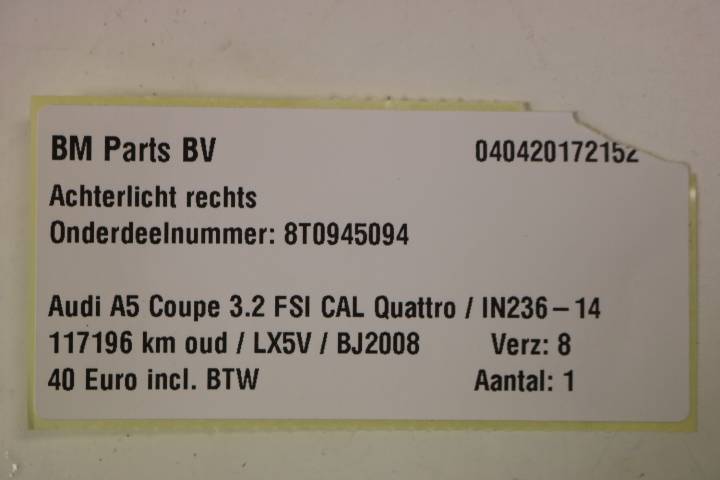 BM Parts BV 040420172152
Achterlicht rechts
Onderdeelnummer: 8T0945094
Audi A5 Coupe 3.2 FSI CAL Quattro / IN236-14
117196 km oud / LX5V / BJ2008 Verz: 8
40 Euro incl. BTW Aantal: 1